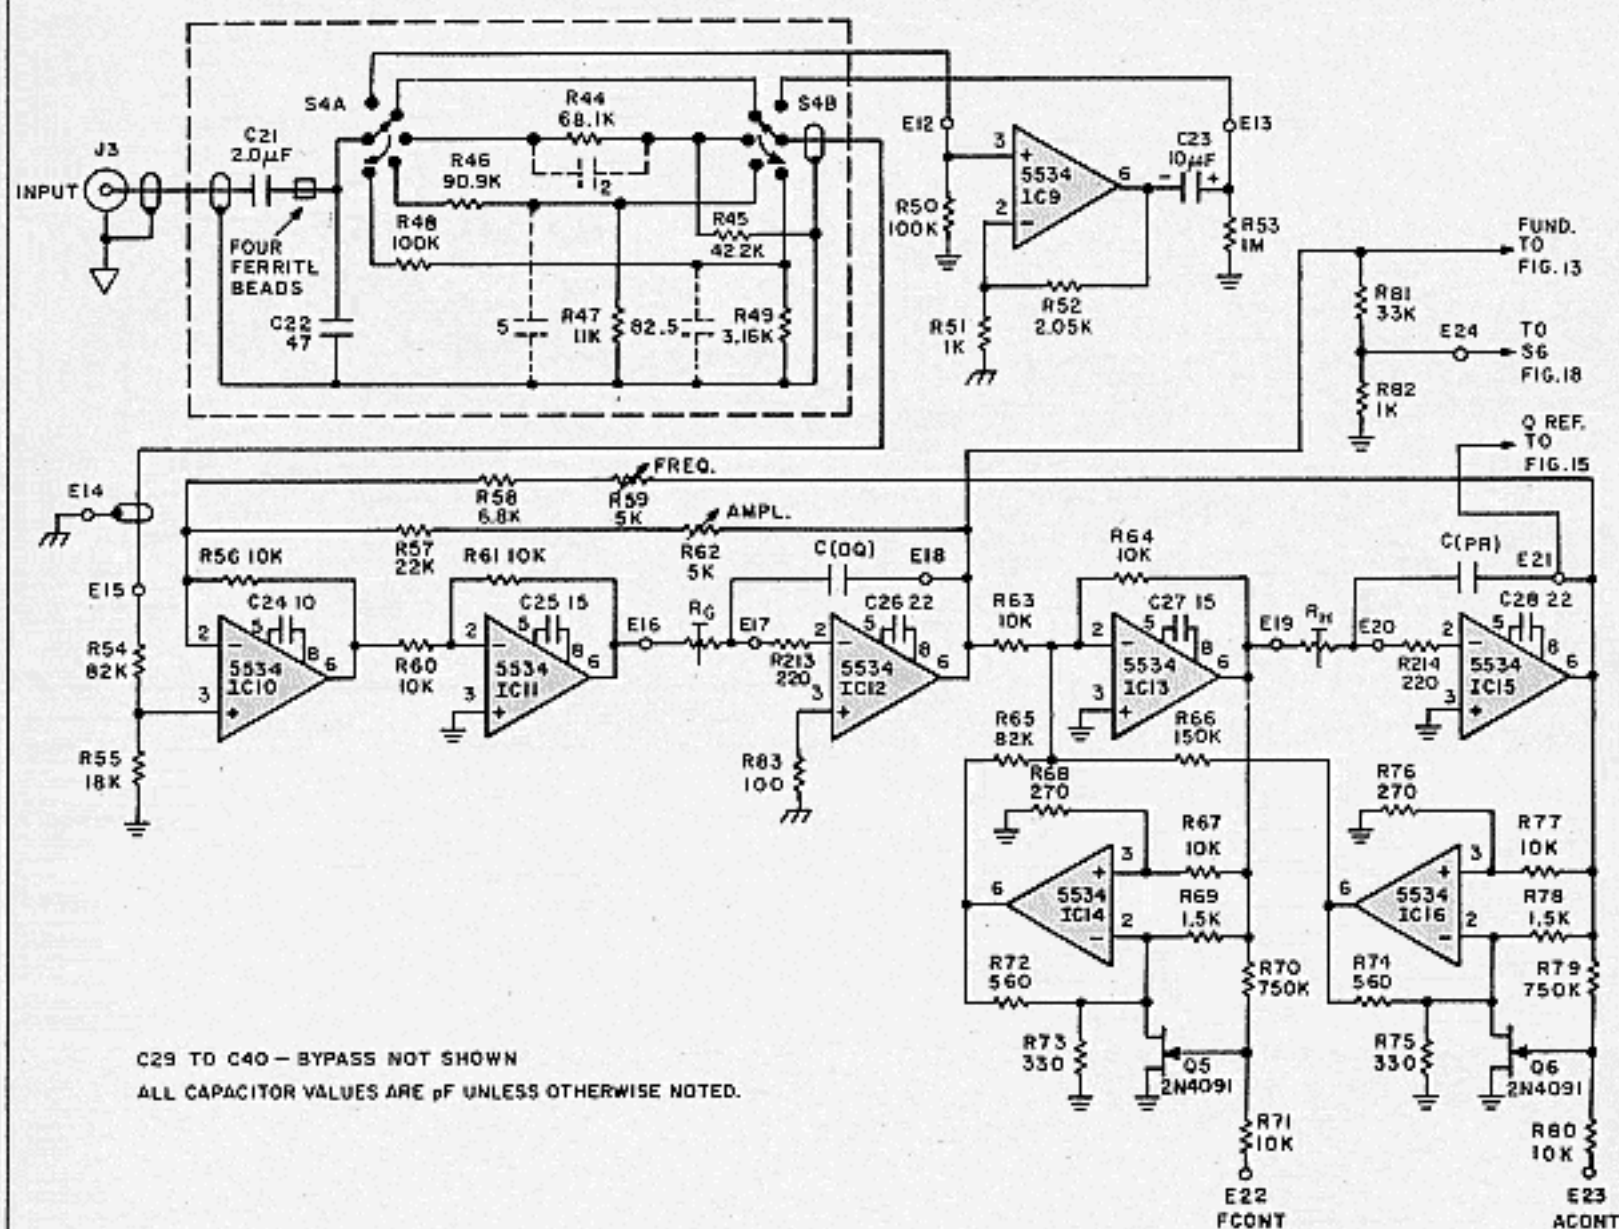 S4A
S4B
R44
68.1K
E12
E13
C23
10µF
C21
2.0µF
J3
INPUT
R46
90.9K
12
3
+
5534
IC9
6
- +
2
-
R50
100K
R48
100K
R45
42.2K
R53
1M
FOUR
FERRITE
BEADS
FUND.
TO
FIG.13
C22
47
5
R47
11K
82.5
R49
3.16K
R51
1K
R52
2.05K
R81
33K
E24
TO
S6
FIG.18
R82
1K
Q REF.
TO
FIG.15
E14
R58
6.8K
R59
5K
FREQ.
R57
22K
R62
5K
AMPL.
R56 10K
R61 10K
C(DQ)
E18
R64
10K
C(PR)
E21
E15
C24 10
C25 15
C26 22
C27 15
C28 22
R54
82K
2
-
5
8
5534
IC10
6
3
+
R60
10K
2
-
5
8
5534
IC11
6
3
+
E16
RG
E17
R213
220
2
-
5
8
5534
IC12
6
3
+
R63
10K
2
-
5
8
5534
IC13
6
3
+
E19
RH
E20
R214
220
2
-
5
8
5534
IC15
6
3
+
R55
18K
R83
100
R65
82K
R66
150K
R68
270
R76
270
R67
10K
R77
10K
6
5534
IC14
3
+
2
-
R69
1.5K
6
5534
IC16
3
+
2
-
R78
1.5K
R72
560
R70
750K
R74
560
R79
750K
R73
330
Q5
2N4091
R75
330
Q6
2N4091
C29 TO C40 – BYPASS NOT SHOWN
ALL CAPACITOR VALUES ARE pF UNLESS OTHERWISE NOTED.
R71
10K
R80
10K
E22
FCONT
E23
ACONT